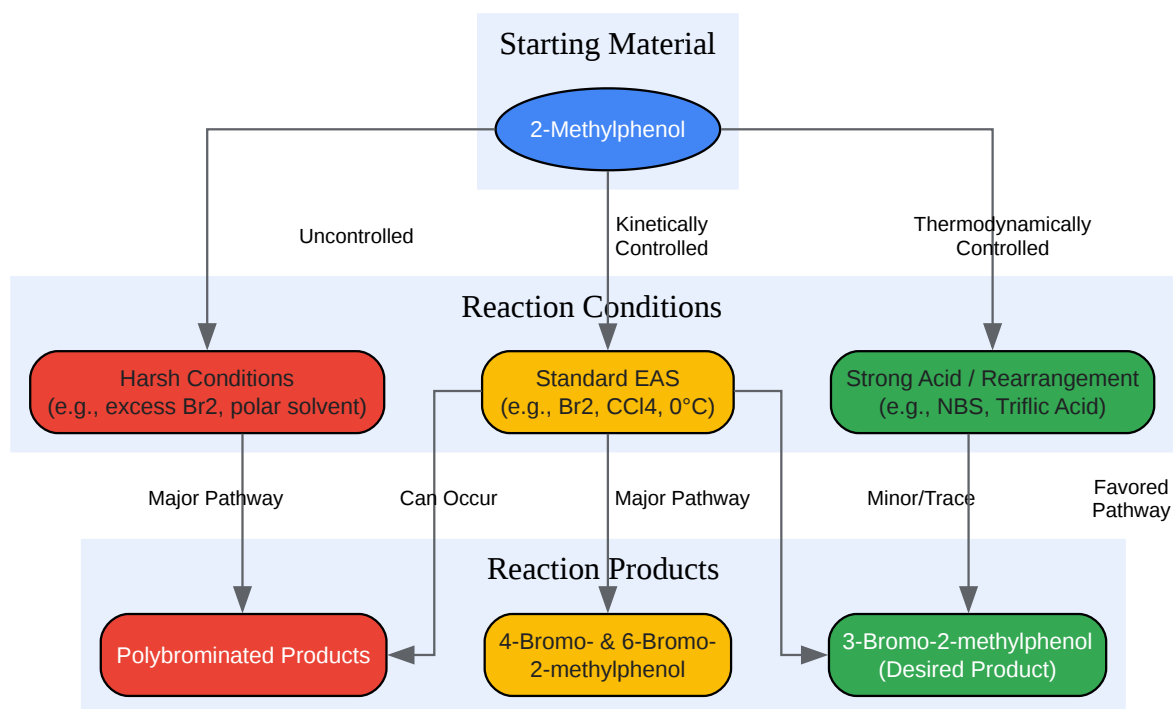 Starting Material
2-Methylphenol
Uncontrolled
Kinetically
Controlled
Thermodynamically
Controlled
Reaction Conditions
Harsh Conditions
(e.g., excess Br2, polar solvent)
Standard EAS
(e.g., Br2, CCl4, 0°C)
Strong Acid / Rearrangement
(e.g., NBS, Triflic Acid)
Major Pathway
Can Occur
Major Pathway
Minor/Trace
Favored
Pathway
Reaction Products
Polybrominated Products
4-Bromo- & 6-Bromo-
2-methylphenol
3-Bromo-2-methylphenol
(Desired Product)